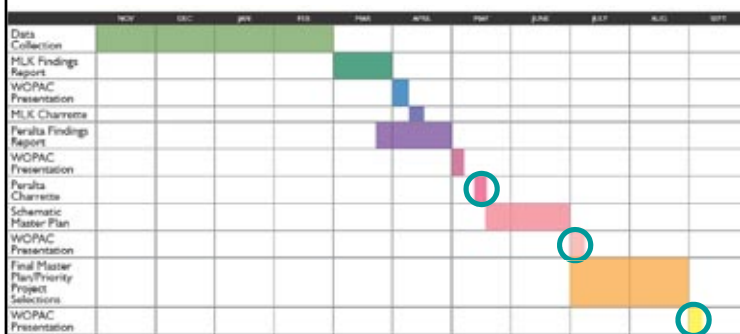 NOV DEC JAN FEB MAR APRIL MAY JUNE JULY AUG SEPT
Data
Collection
MLK Findings
Report
WOPAC
Presentation
MLK Charrette
Peralta Findings
Report
WOPAC
Presentation
Peralta
Charrette
Schematic
Master Plan
WOPAC
Presentation
Final Master
Plan/Priority
Project
Selections
WOPAC
Presentation